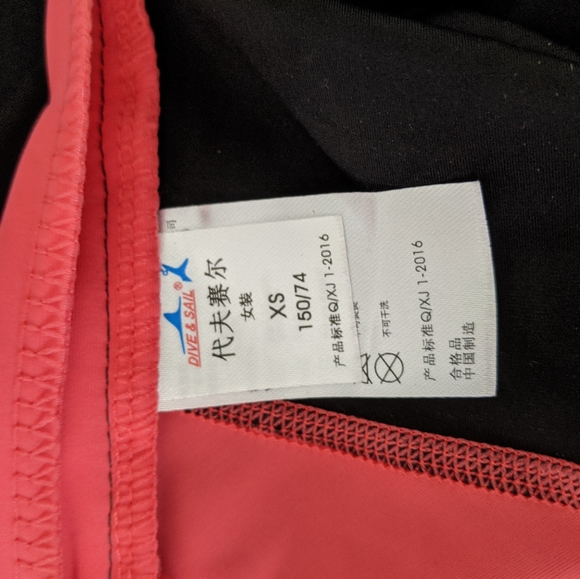 DIVE & SAIL®
代夫赛尔
女装
XS
150/74
产品标准Q/XJ 1-2016
司
不可干洗
产品标准Q/XJ 1-2016
合格品
中国制造